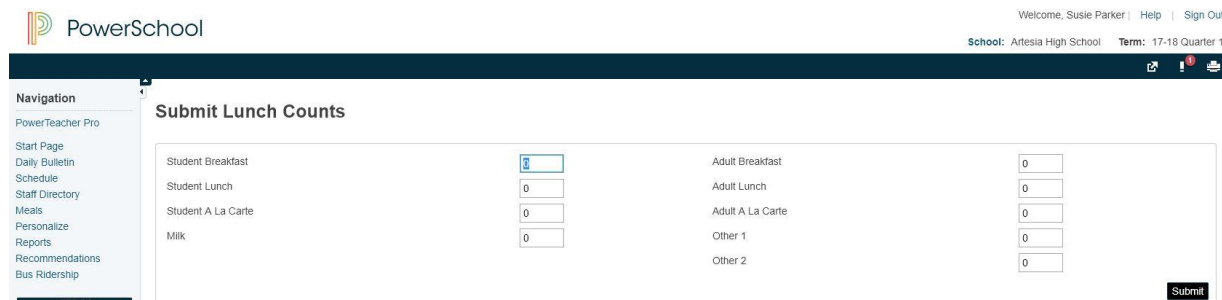 PowerSchool
Welcome, Susie Parker | Help | Sign Out
School: Artesia High School Term: 17-18 Quarter 1
1
Navigation
PowerTeacher Pro
Start Page
Daily Bulletin
Schedule
Staff Directory
Meals
Personalize
Reports
Recommendations
Bus Ridership
Submit Lunch Counts
Student Breakfast 0 Adult Breakfast 0
Student Lunch 0 Adult Lunch 0
Student A La Carte 0 Adult A La Carte 0
Milk 0 Other 1 0
Other 2 0
Submit